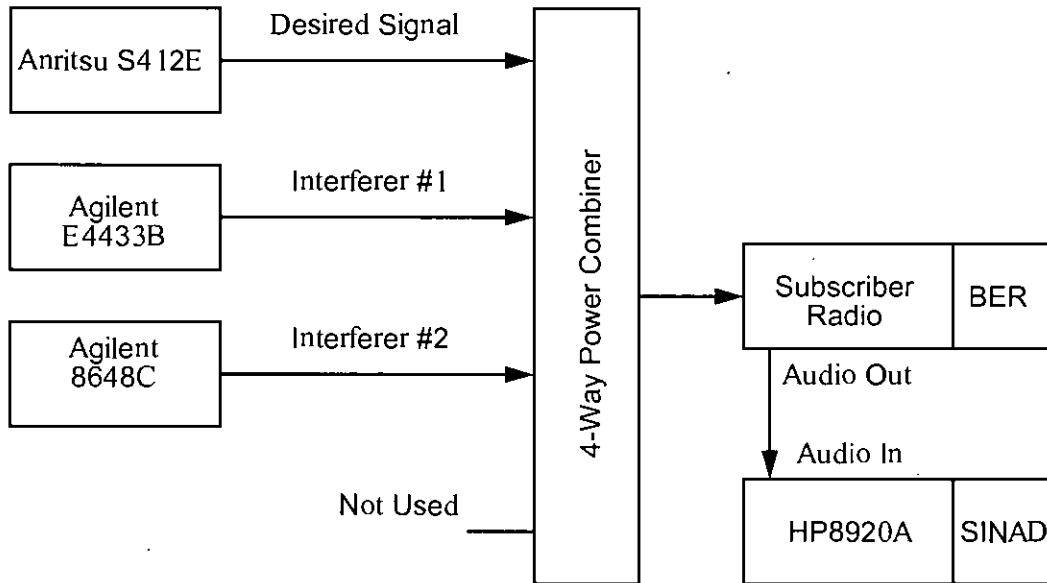 Desired Signal
Anritsu S412E
Interferer #1
Agilent
E4433B
Interferer #2
Agilent
8648C
Not Used
4-Way Power Combiner
Subscriber
Radio
BER
Audio Out
Audio In
HP8920A
SINAD